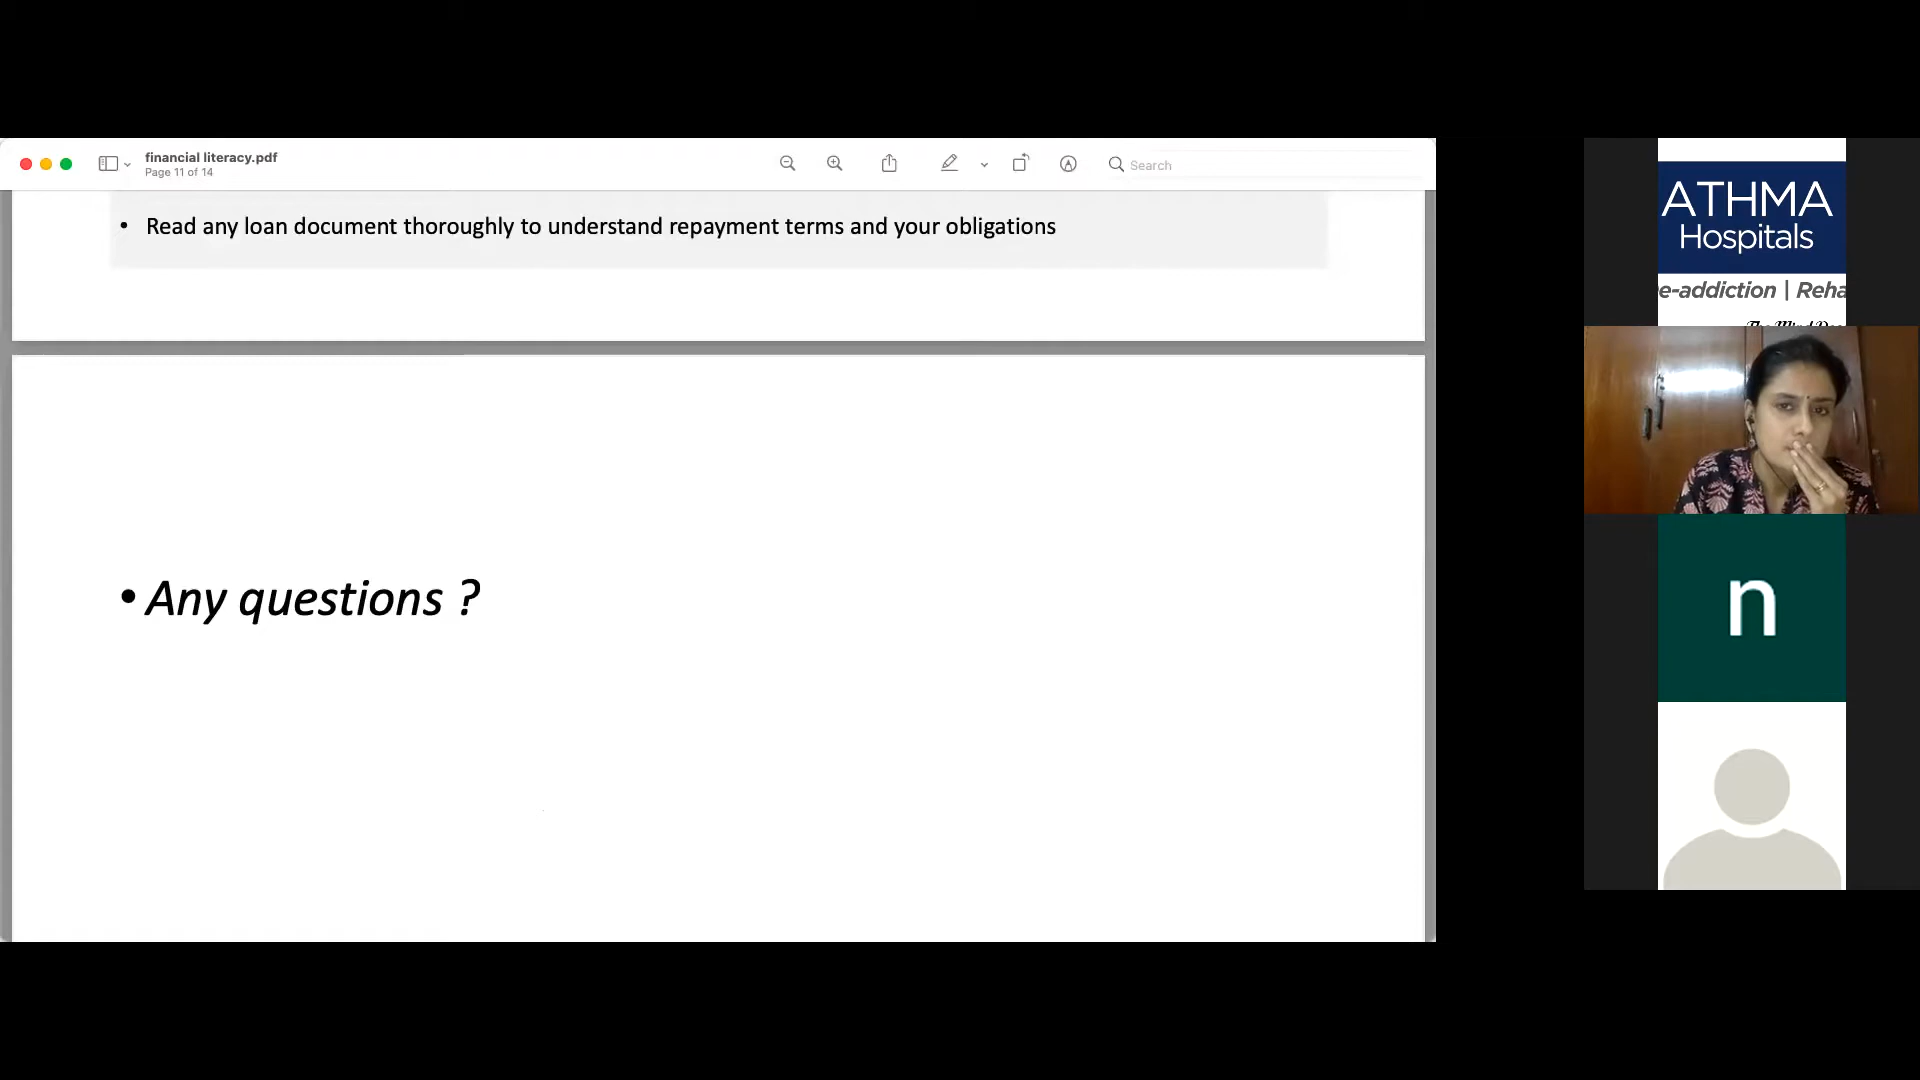 financial literacy.pdf
Page 11 of 14
Search
• Read any loan document thoroughly to understand repayment terms and your obligations
• Any questions ?
ATHMA
Hospitals
e-addiction | Reha
n